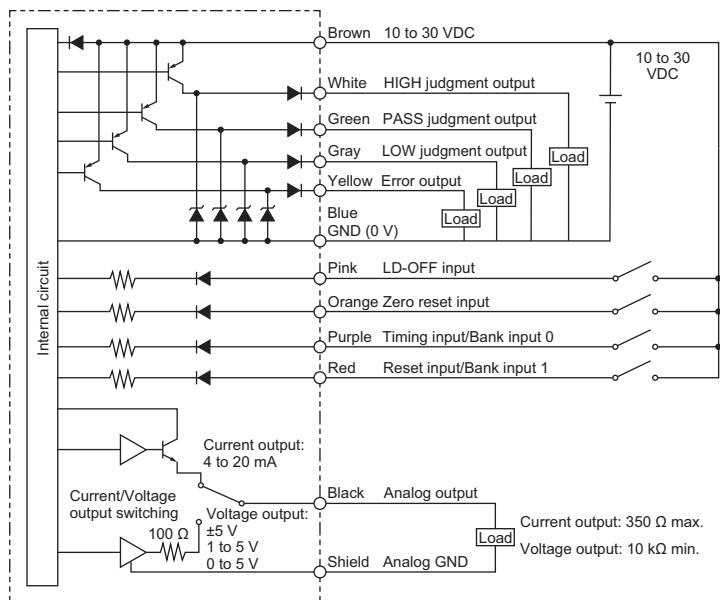 Brown 10 to 30 VDC
10 to 30
VDC
White HIGH judgment output
Green PASS judgment output
Gray LOW judgment output
Yellow Error output
Load
Load
Load
Load
Blue
GND (0 V)
Internal circuit
Pink LD-OFF input
Orange Zero reset input
Purple Timing input/Bank input 0
Red Reset input/Bank input 1
Current output:
4 to 20 mA
Current/Voltage
output switching
100 Ω
Voltage output:
±5 V
1 to 5 V
0 to 5 V
Black Analog output
Load
Current output: 350 Ω max.
Voltage output: 10 kΩ min.
Shield Analog GND